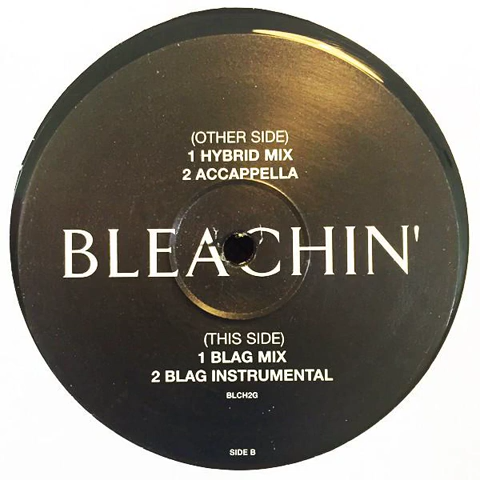 (OTHER SIDE)
1 HYBRID MIX
2 ACCAPPELLA
BLEACHIN'
(THIS SIDE)
1 BLAG MIX
2 BLAG INSTRUMENTAL
BLCH2G
SIDE B